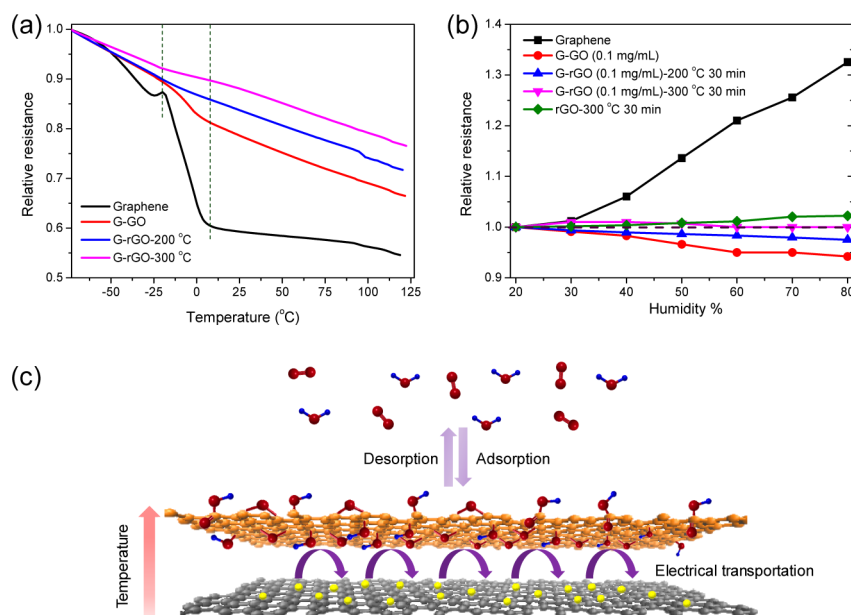 (a)
1.0
0.9
0.8
0.7
0.6
0.5
Relative resistance
Graphene
G-GO
G-rGO-200 °C
G-rGO-300 °C
-50 -25 0 25 50 75 100 125
Temperature (°C)
(b)
1.4
1.3
1.2
1.1
1.0
0.9
Relative resistance
Graphene
G-GO (0.1 mg/mL)
G-rGO (0.1 mg/mL)-200 °C 30 min
G-rGO (0.1 mg/mL)-300 °C 30 min
rGO-300 °C 30 min
20 30 40 50 60 70 80
Humidity %
(c)
Desorption Adsorption
Temperature
Electrical transportation